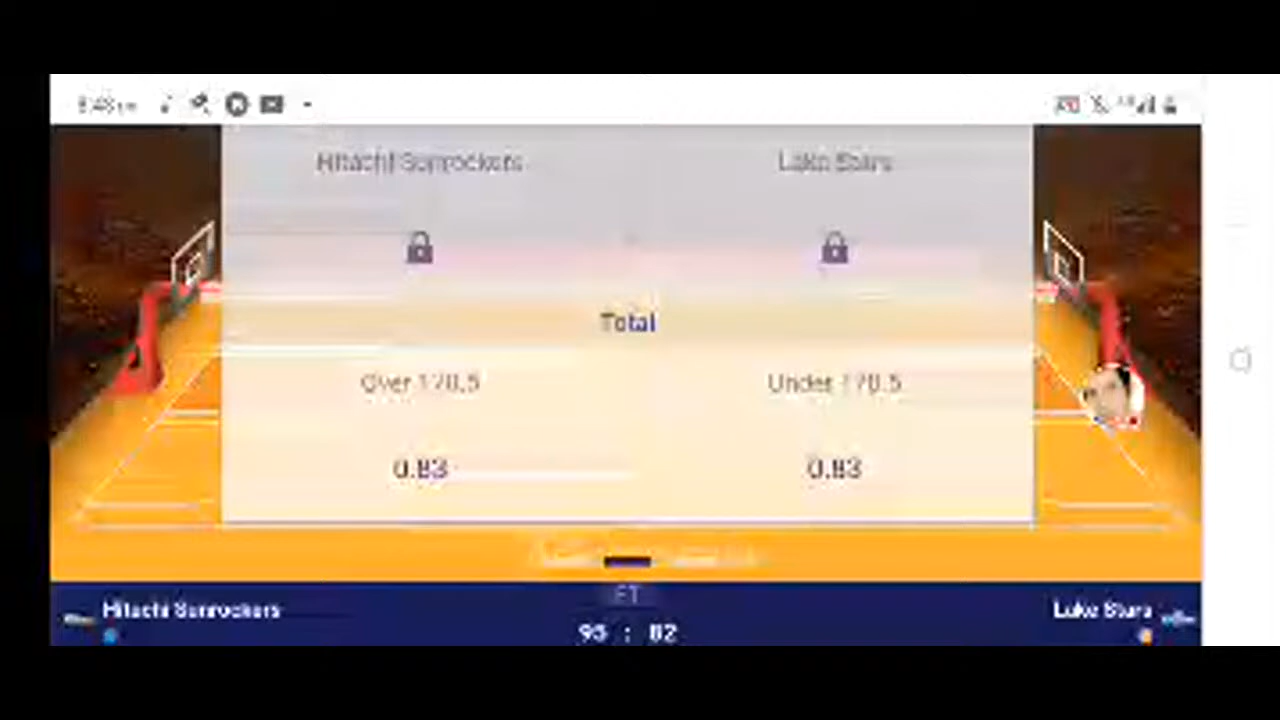 Hitachi Sunrockers
Lake Stars
Total
Over 170.5
Under 170.5
0.83
0.83
Hitachi Sunrockers
FT
Lake Stars
95 : 82